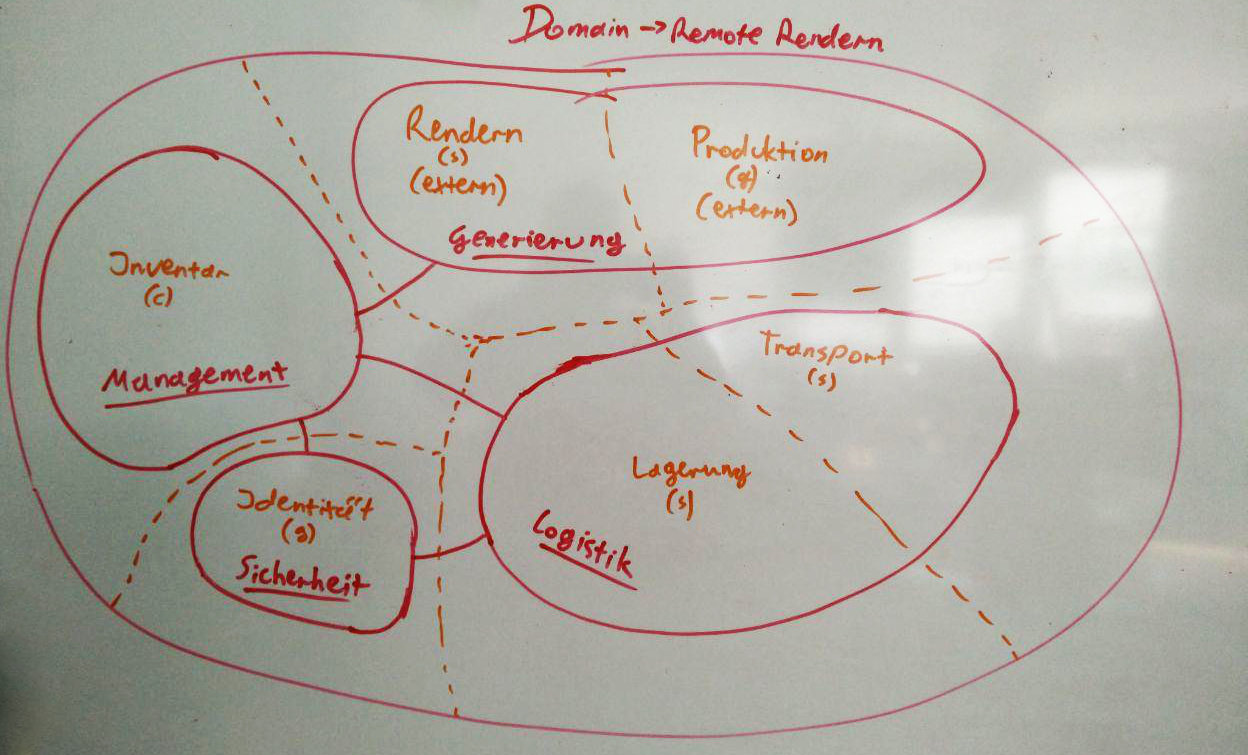 Domain → Remote Rendern
Rendern
(s)
(extern)
Produktion
(g)
(extern)
Generierung
Inventar
(c)
Management
Transport
(s)
Lagerung
(s)
Logistik
Identität
(g)
Sicherheit